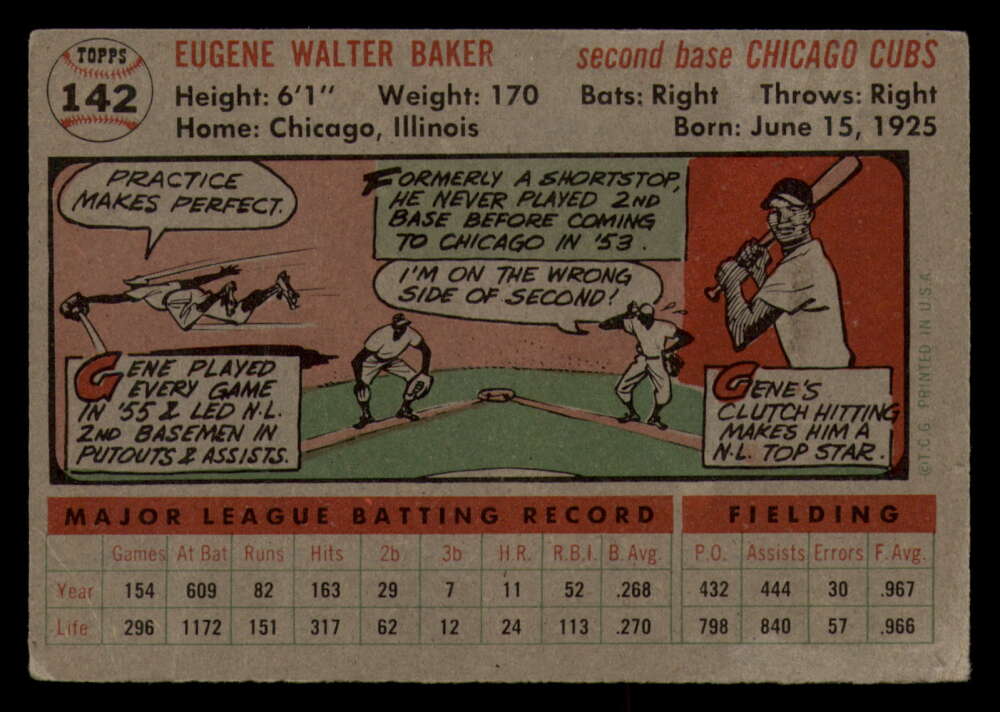 TOPPS
142
EUGENE WALTER BAKER
second base CHICAGO CUBS
Height: 6'1" Weight: 170 Bats: Right Throws: Right
Home: Chicago, Illinois
Born: June 15, 1925
PRACTICE
MAKES PERFECT.
FORMERLY A SHORTSTOP,
HE NEVER PLAYED 2ND
BASE BEFORE COMING
TO CHICAGO IN '53.
I'M ON THE WRONG
SIDE OF SECOND!
GENE PLAYED
EVERY GAME
IN '55 & LED N.L.
2ND BASEMEN IN
PUTOUTS & ASSISTS.
GENE'S
CLUTCH HITTING
MAKES HIM A
N.L. TOP STAR.
©T.C.G. PRINTED IN U.S.A.
MAJOR LEAGUE BATTING RECORD
FIELDING
Games At Bat Runs Hits 2b 3b H.R. R.B.I. B. Avg. P.O. Assists Errors F. Avg.
Year 154 609 82 163 29 7 11 52 .268 432 444 30 .967
Life 296 1172 151 317 62 12 24 113 .270 798 840 57 .966